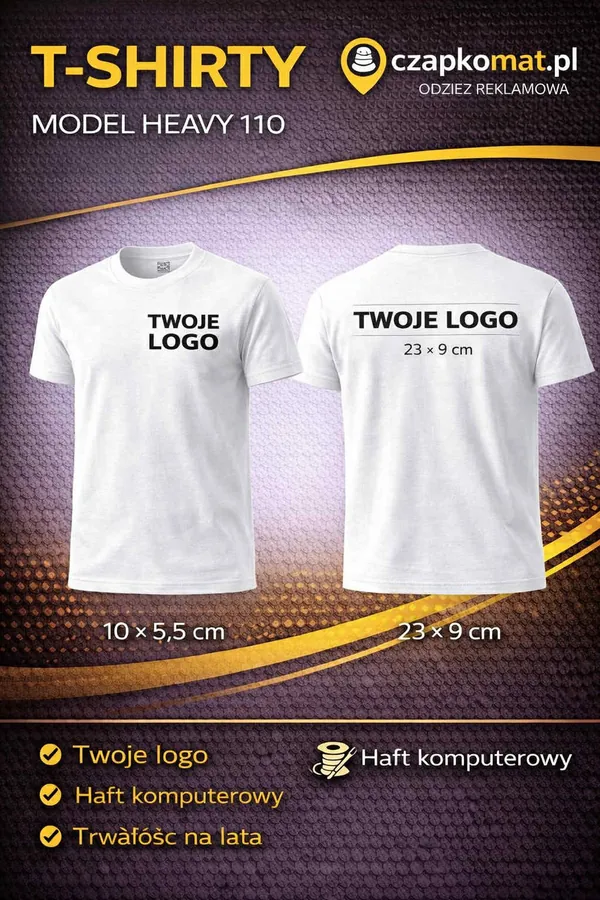 T-SHIRTY
czapkomat.pl
ODZIEZ REKLAMOWA
MODEL HEAVY 110
TWOJE
LOGO
TWOJE LOGO
23 × 9 cm
10 × 5,5 cm
23 × 9 cm
Twoje logo
Haft komputerowy
Haft komputerowy
Trwàľóśc na lata